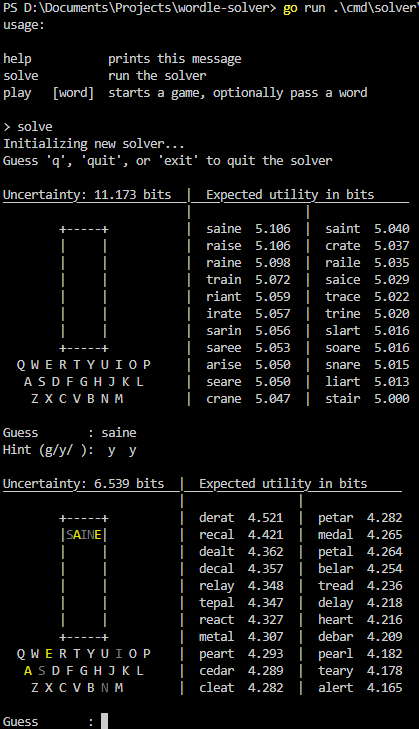 PS D:\Documents\Projects\wordle-solver> go run .\cmd\solver\
usage:
help prints this message
solve run the solver
play [word] starts a game, optionally pass a word
> solve
Initializing new solver...
Guess 'q', 'quit', or 'exit' to quit the solver
Uncertainty: 11.173 bits | Expected utility in bits
| |
+-----+ | saine 5.106 | saint 5.040
| | | raise 5.106 | crate 5.037
| | | raine 5.098 | raile 5.035
| | | train 5.072 | saice 5.029
| | | riant 5.059 | trace 5.022
| | | irate 5.057 | trine 5.020
| | | sarin 5.056 | slart 5.016
+-----+ | saree 5.053 | soare 5.016
Q W E R T Y U I O P | arise 5.050 | snare 5.015
A S D F G H J K L | seare 5.050 | liart 5.013
Z X C V B N M | crane 5.047 | stair 5.000
Guess : saine
Hint (g/y/ ): y y
Uncertainty: 6.539 bits | Expected utility in bits
| |
+-----+ | derat 4.521 | petar 4.282
|SAINE| | recal 4.421 | medal 4.265
| | | dealt 4.362 | petal 4.264
| | | decal 4.357 | belar 4.254
| | | relay 4.348 | tread 4.236
| | | tepal 4.347 | delay 4.218
| | | react 4.327 | heart 4.216
+-----+ | metal 4.307 | debar 4.209
Q W E R T Y U I O P | peart 4.293 | pearl 4.182
A S D F G H J K L | cedar 4.289 | teary 4.178
Z X C V B N M | cleat 4.282 | alert 4.165
Guess :